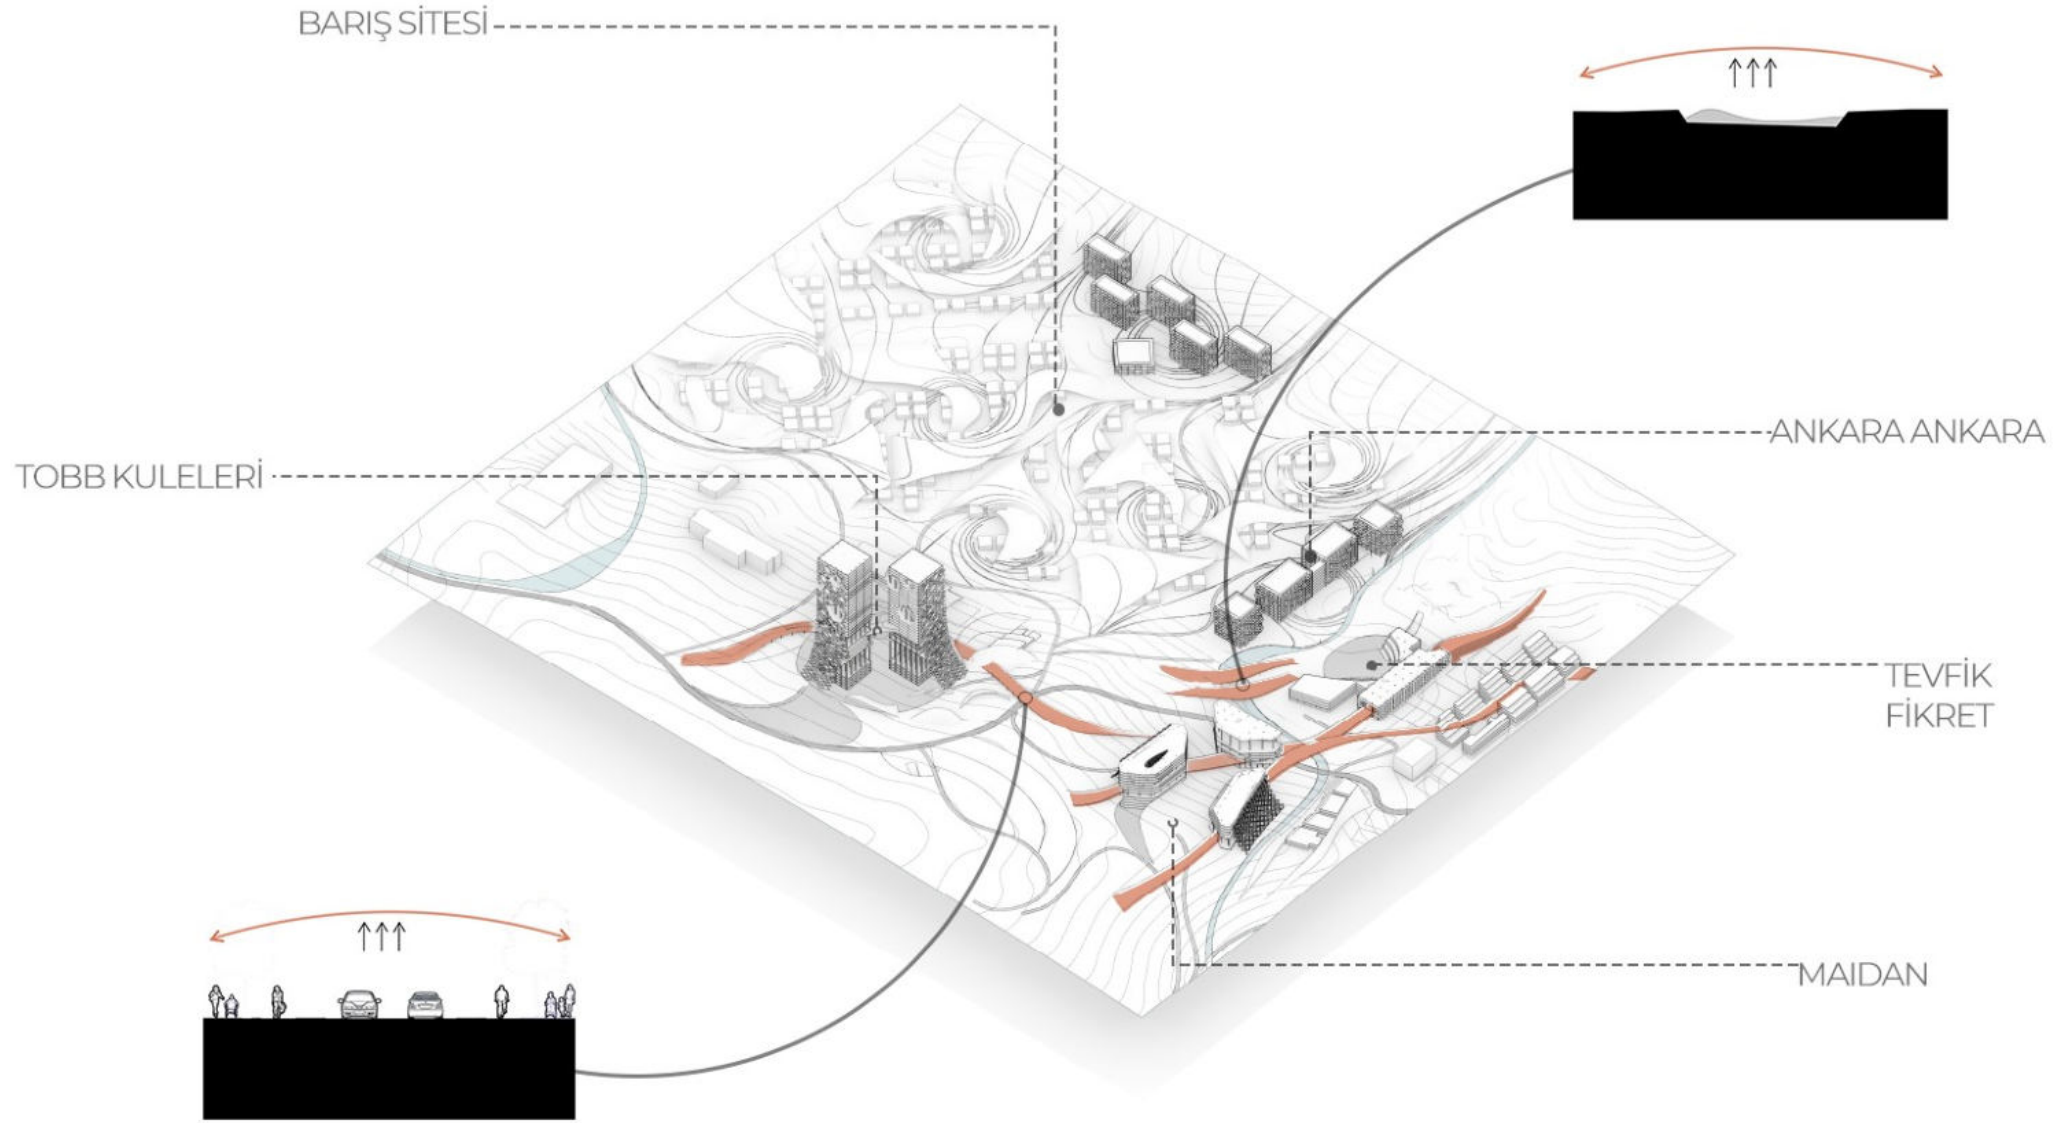 BARIŞ SİTESİ
ANKARA ANKARA
TOBB KULELERİ
TEVFİK
FİKRET
MAIDAN